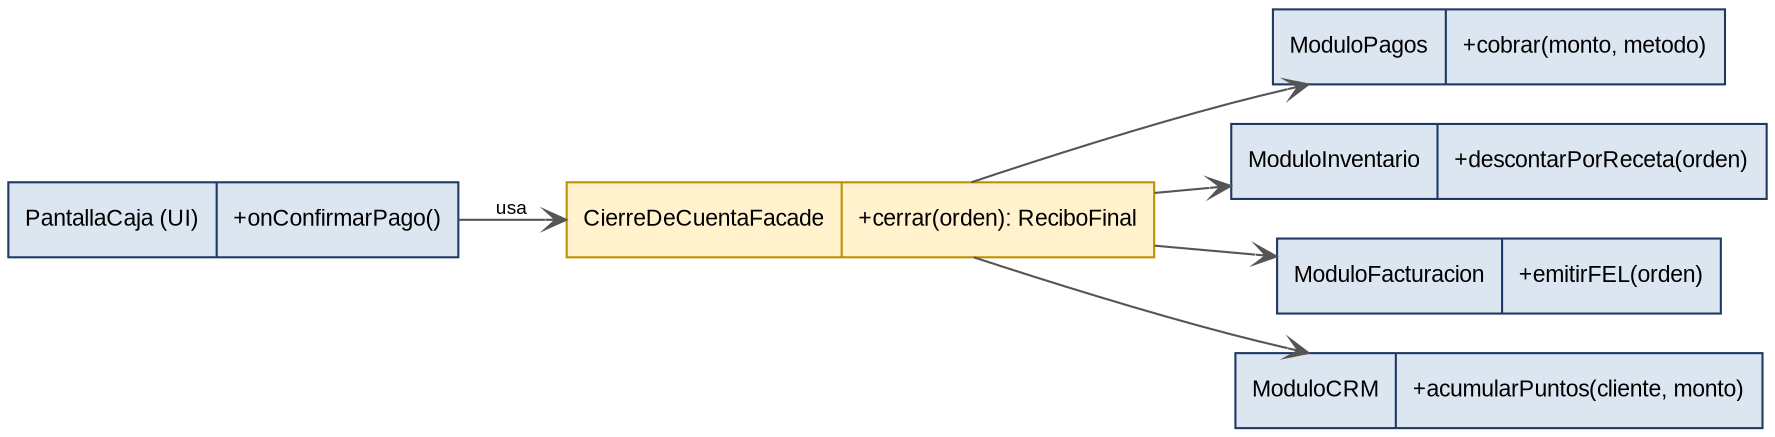 PantallaCaja (UI)
+onConfirmarPago()
usa
CierreDeCuentaFacade
+cerrar(orden): ReciboFinal
ModuloPagos
+cobrar(monto, metodo)
ModuloInventario
+descontarPorReceta(orden)
ModuloFacturacion
+emitirFEL(orden)
ModuloCRM
+acumularPuntos(cliente, monto)